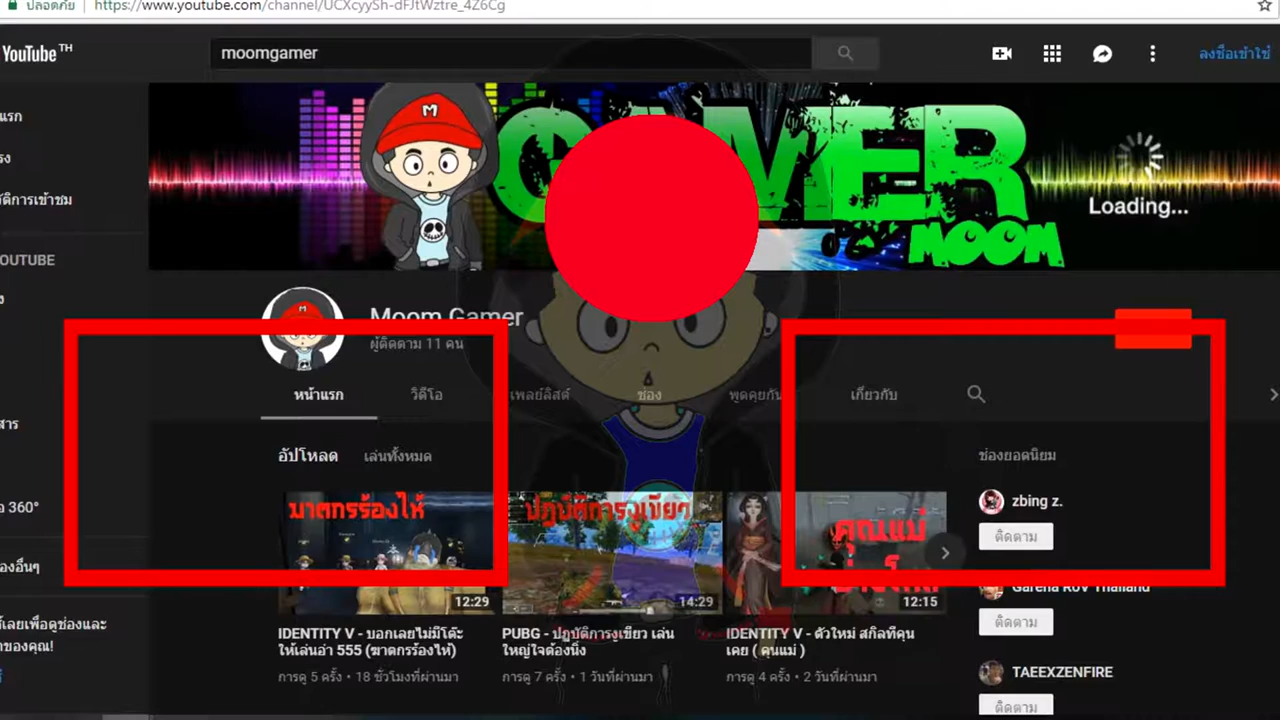 ปลอดภัย | https://www.youtube.com/channel/UCXcyySh-dFJtWztre_4Z6Cg
YouTube TH
moomgamer
ลงชื่อเข้าใช้
แรก
รง
ัติการเข้าชม
OUTUBE
GAMER
MOOM
M
Loading...
Moom Gamer
ผู้ติดตาม 11 คน
หน้าแรก
วิดีโอ
เพลย์ลิสต์
ช่อง
พูดคุยกัน
เกี่ยวกับ
สาร
อ 360°
องอื่นๆ
เลยเพื่อดูช่องและ
าของคุณ!
อัปโหลด
เล่นทั้งหมด
ฆาตกรร้องไห้
12:29
IDENTITY V - บอกเลยไม่มีโต๊ะ
ให้เล่นอ่า 555 (ฆาตกรร้องไห้)
การดู 5 ครั้ง • 18 ชั่วโมงที่ผ่านมา
ปฏิบัติการงูเขียว
14:29
PUBG - ปฏิบัติการงูเขียว เล่น
ใหญ่ใจต้องนิ่ง
การดู 7 ครั้ง • 1 วันที่ผ่านมา
คุณแม่
12:15
IDENTITY V - ตัวใหม่ สกิลทีคุน
เคย ( คุนแม่ )
การดู 4 ครั้ง • 2 วันที่ผ่านมา
ช่องยอดนิยม
zbing z.
ติดตาม
Garena RoV Thailand
ติดตาม
TAEEXZENFIRE
ติดตาม